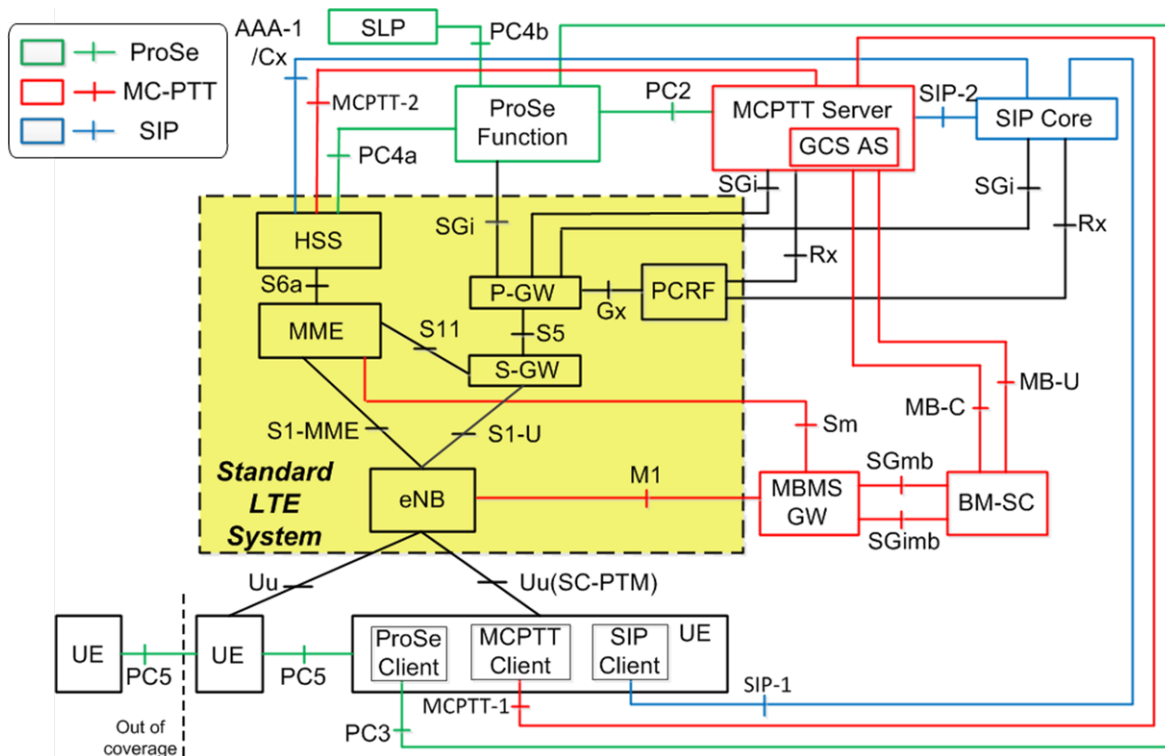 ProSe
MC-PTT
SIP
AAA-1
/Cx
SLP
PC4b
MCPTT-2
ProSe
Function
PC2
MCPTT Server
GCS AS
SIP-2
SIP Core
PC4a
SGi
SGi
SGi
Rx
Rx
HSS
S6a
P-GW
Gx
PCRF
MME
S11
S5
S-GW
MB-U
MB-C
S1-MME
S1-U
Sm
Standard
LTE
System
eNB
M1
MBMS
GW
SGmb
SGimb
BM-SC
Uu
Uu(SC-PTM)
UE
PC5
UE
PC5
ProSe
Client
MCPTT
Client
SIP
Client
UE
MCPTT-1
SIP-1
PC3
Out of
coverage